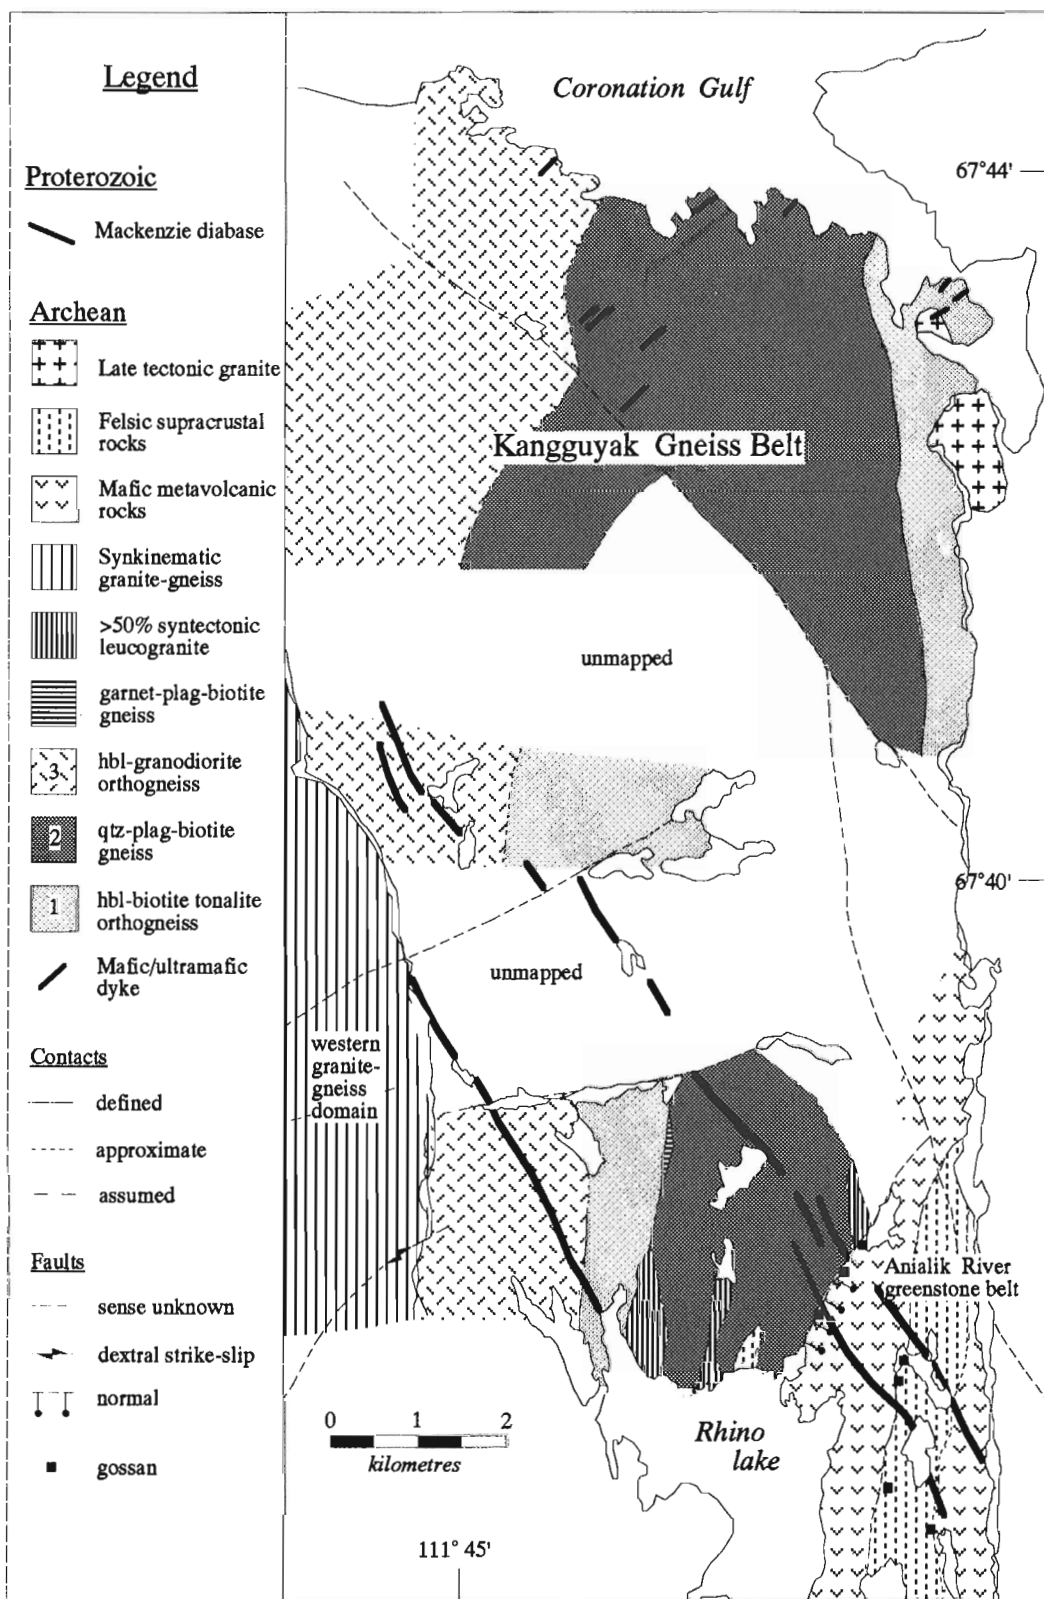 Legend
Proterozoic
Mackenzie diabase
Archean
Late tectonic granite
Felsic supracrustal
rocks
Mafic metavolcanic
rocks
Synkinematic
granite-gneiss
>50% syntectonic
leucogranite
garnet-plag-biotite
gneiss
3
hbl-granodiorite
orthogneiss
2
qtz-plag-biotite
gneiss
1
hbl-biotite tonalite
orthogneiss
Mafic/ultramafic
dyke
Contacts
defined
approximate
assumed
Faults
sense unknown
dextral strike-slip
normal
gossan
Coronation Gulf
67°44'
Kangguyak Gneiss Belt
unmapped
67°40'
unmapped
western
granite-
gneiss
domain
Anialik River
greenstone belt
0 1 2
kilometres
Rhino
lake
111° 45'